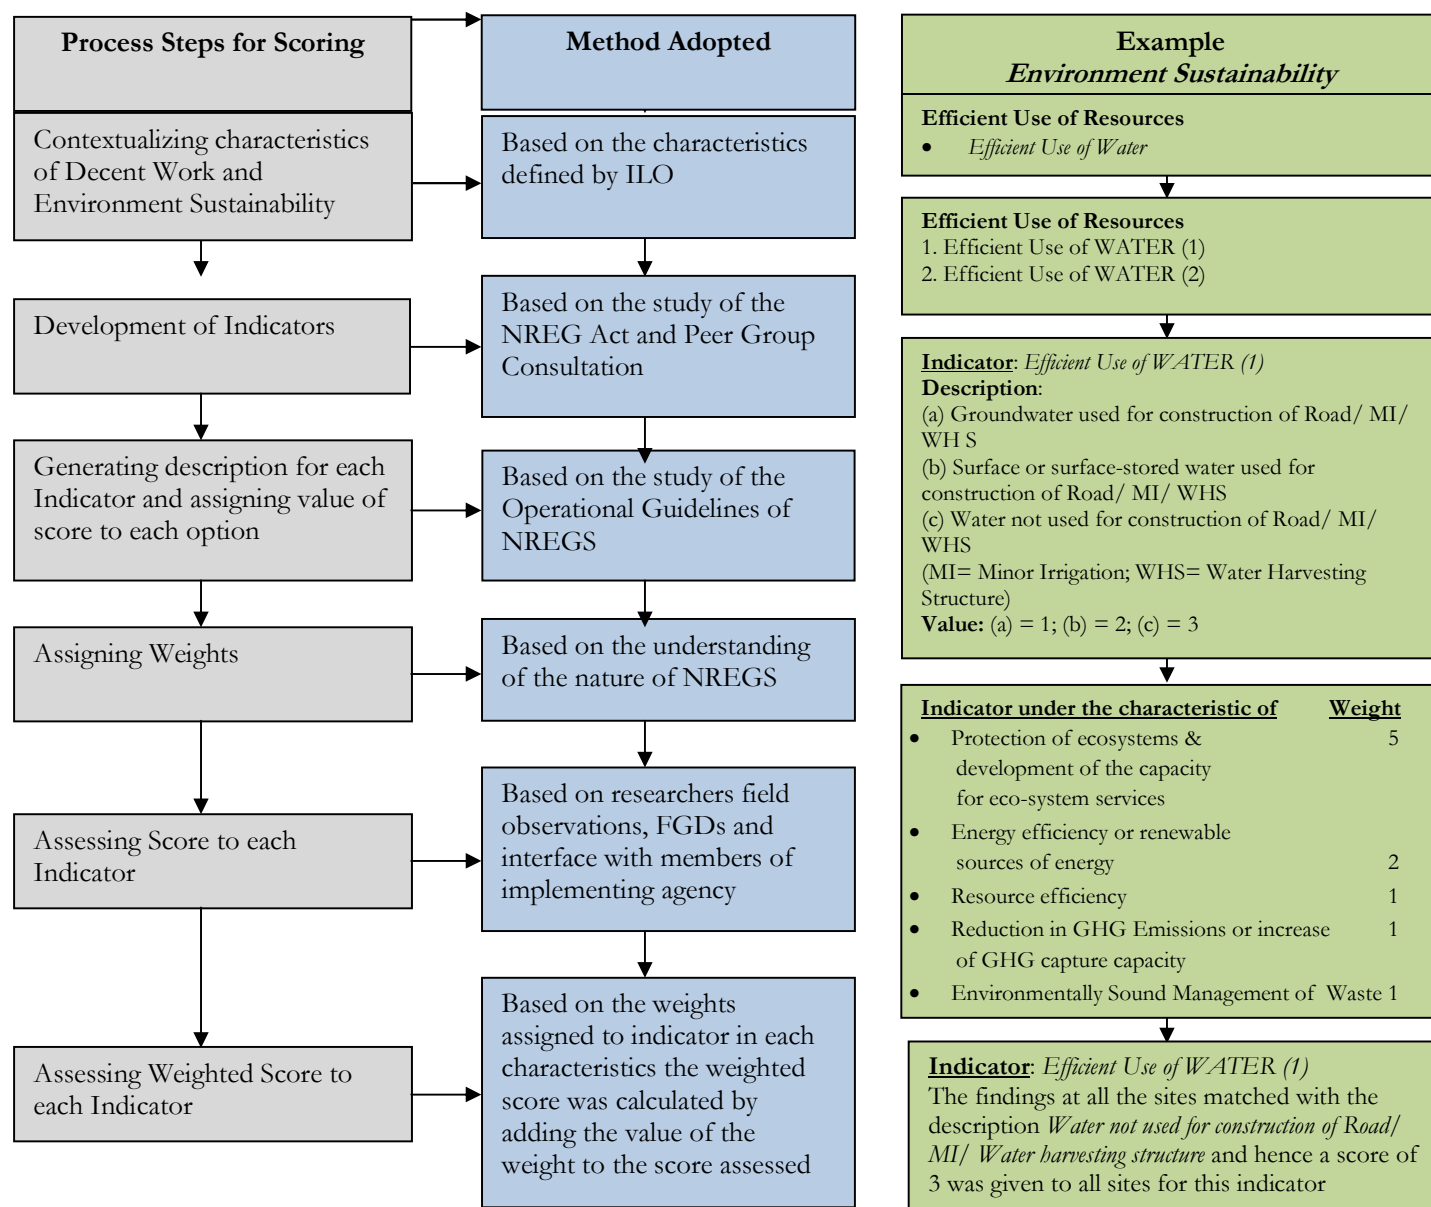 Process Steps for Scoring
Contextualizing characteristics
of Decent Work and
Environment Sustainability
Development of Indicators
Generating description for each
Indicator and assigning value of
score to each option
Assigning Weights
Assessing Score to each
Indicator
Assessing Weighted Score to
each Indicator
Method Adopted
Based on the characteristics
defined by ILO
Based on the study of the
NREG Act and Peer Group
Consultation
Based on the study of the
Operational Guidelines of
NREGS
Based on the understanding
of the nature of NREGS
Based on researchers field
observations, FGDs and
interface with members of
implementing agency
Based on the weights
assigned to indicator in each
characteristics the weighted
score was calculated by
adding the value of the
weight to the score assessed
Example
Environment Sustainability
Efficient Use of Resources
• Efficient Use of Water
Efficient Use of Resources
1. Efficient Use of WATER (1)
2. Efficient Use of WATER (2)
Indicator: Efficient Use of WATER (1)
Description:
(a) Groundwater used for construction of Road/ MI/
WH S
(b) Surface or surface-stored water used for
construction of Road/ MI/ WHS
(c) Water not used for construction of Road/ MI/
WHS
(MI= Minor Irrigation; WHS= Water Harvesting
Structure)
Value: (a) = 1; (b) = 2; (c) = 3
Indicator under the characteristic of Weight
• Protection of ecosystems & 5
development of the capacity
for eco-system services
• Energy efficiency or renewable
sources of energy 2
• Resource efficiency 1
• Reduction in GHG Emissions or increase 1
of GHG capture capacity
• Environmentally Sound Management of Waste 1
Indicator: Efficient Use of WATER (1)
The findings at all the sites matched with the
description Water not used for construction of Road/
MI/ Water harvesting structure and hence a score of
3 was given to all sites for this indicator